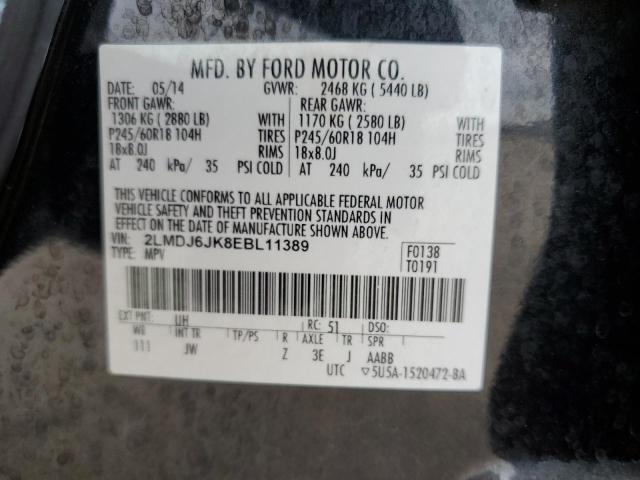 MFD. BY FORD MOTOR CO.
DATE: 05/14 GVWR: 2468 KG (5440 LB)
FRONT GAWR: REAR GAWR:
1306 KG (2880 LB) 1170 KG (2580 LB)
P245/60R18 104H TIRES P245/60R18 104H TIRES
18x8.0J RIMS 18x8.0J RIMS
AT 240 kPa/ 35 PSI COLD AT 240 kPa/ 35 PSI COLD
THIS VEHICLE CONFORMS TO ALL APPLICABLE FEDERAL MOTOR
VEHICLE SAFETY AND THEFT PREVENTION STANDARDS IN
EFFECT ON THE DATE OF MANUFACTURE SHOWN ABOVE.
VIN: 2LMDJ6JK8EBL11389 F0138
TYPE: MPV T0191
EXT PNT: UH RC: 51 DSO:
WB INT TR TP/PS R AXLE TR SPR
111 JW Z 3E J AABB
UTC ▽5U5A-1520472-BA